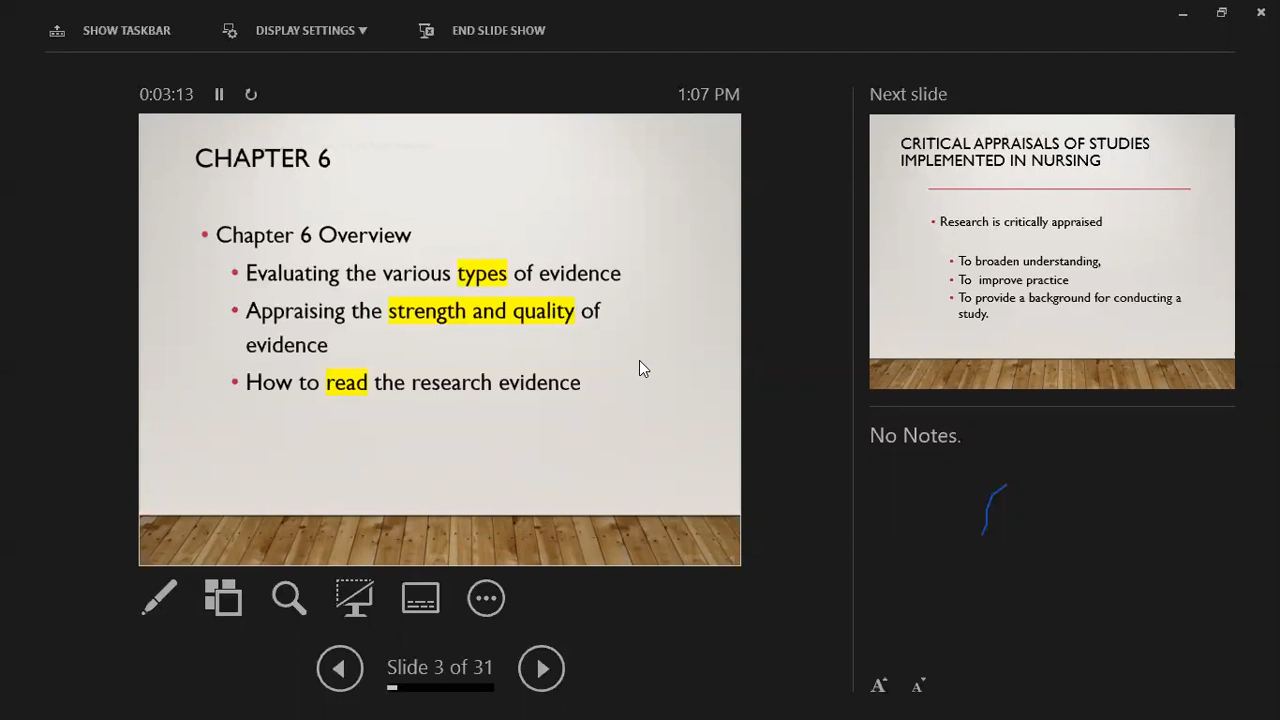 SHOW TASKBAR DISPLAY SETTINGS ▼ END SLIDE SHOW
0:03:13 1:07 PM
CHAPTER 6
• Chapter 6 Overview
• Evaluating the various types of evidence
• Appraising the strength and quality of
evidence
• How to read the research evidence
Slide 3 of 31
Next slide
CRITICAL APPRAISALS OF STUDIES
IMPLEMENTED IN NURSING
• Research is critically appraised
• To broaden understanding,
• To improve practice
• To provide a background for conducting a
study.
No Notes.
A A